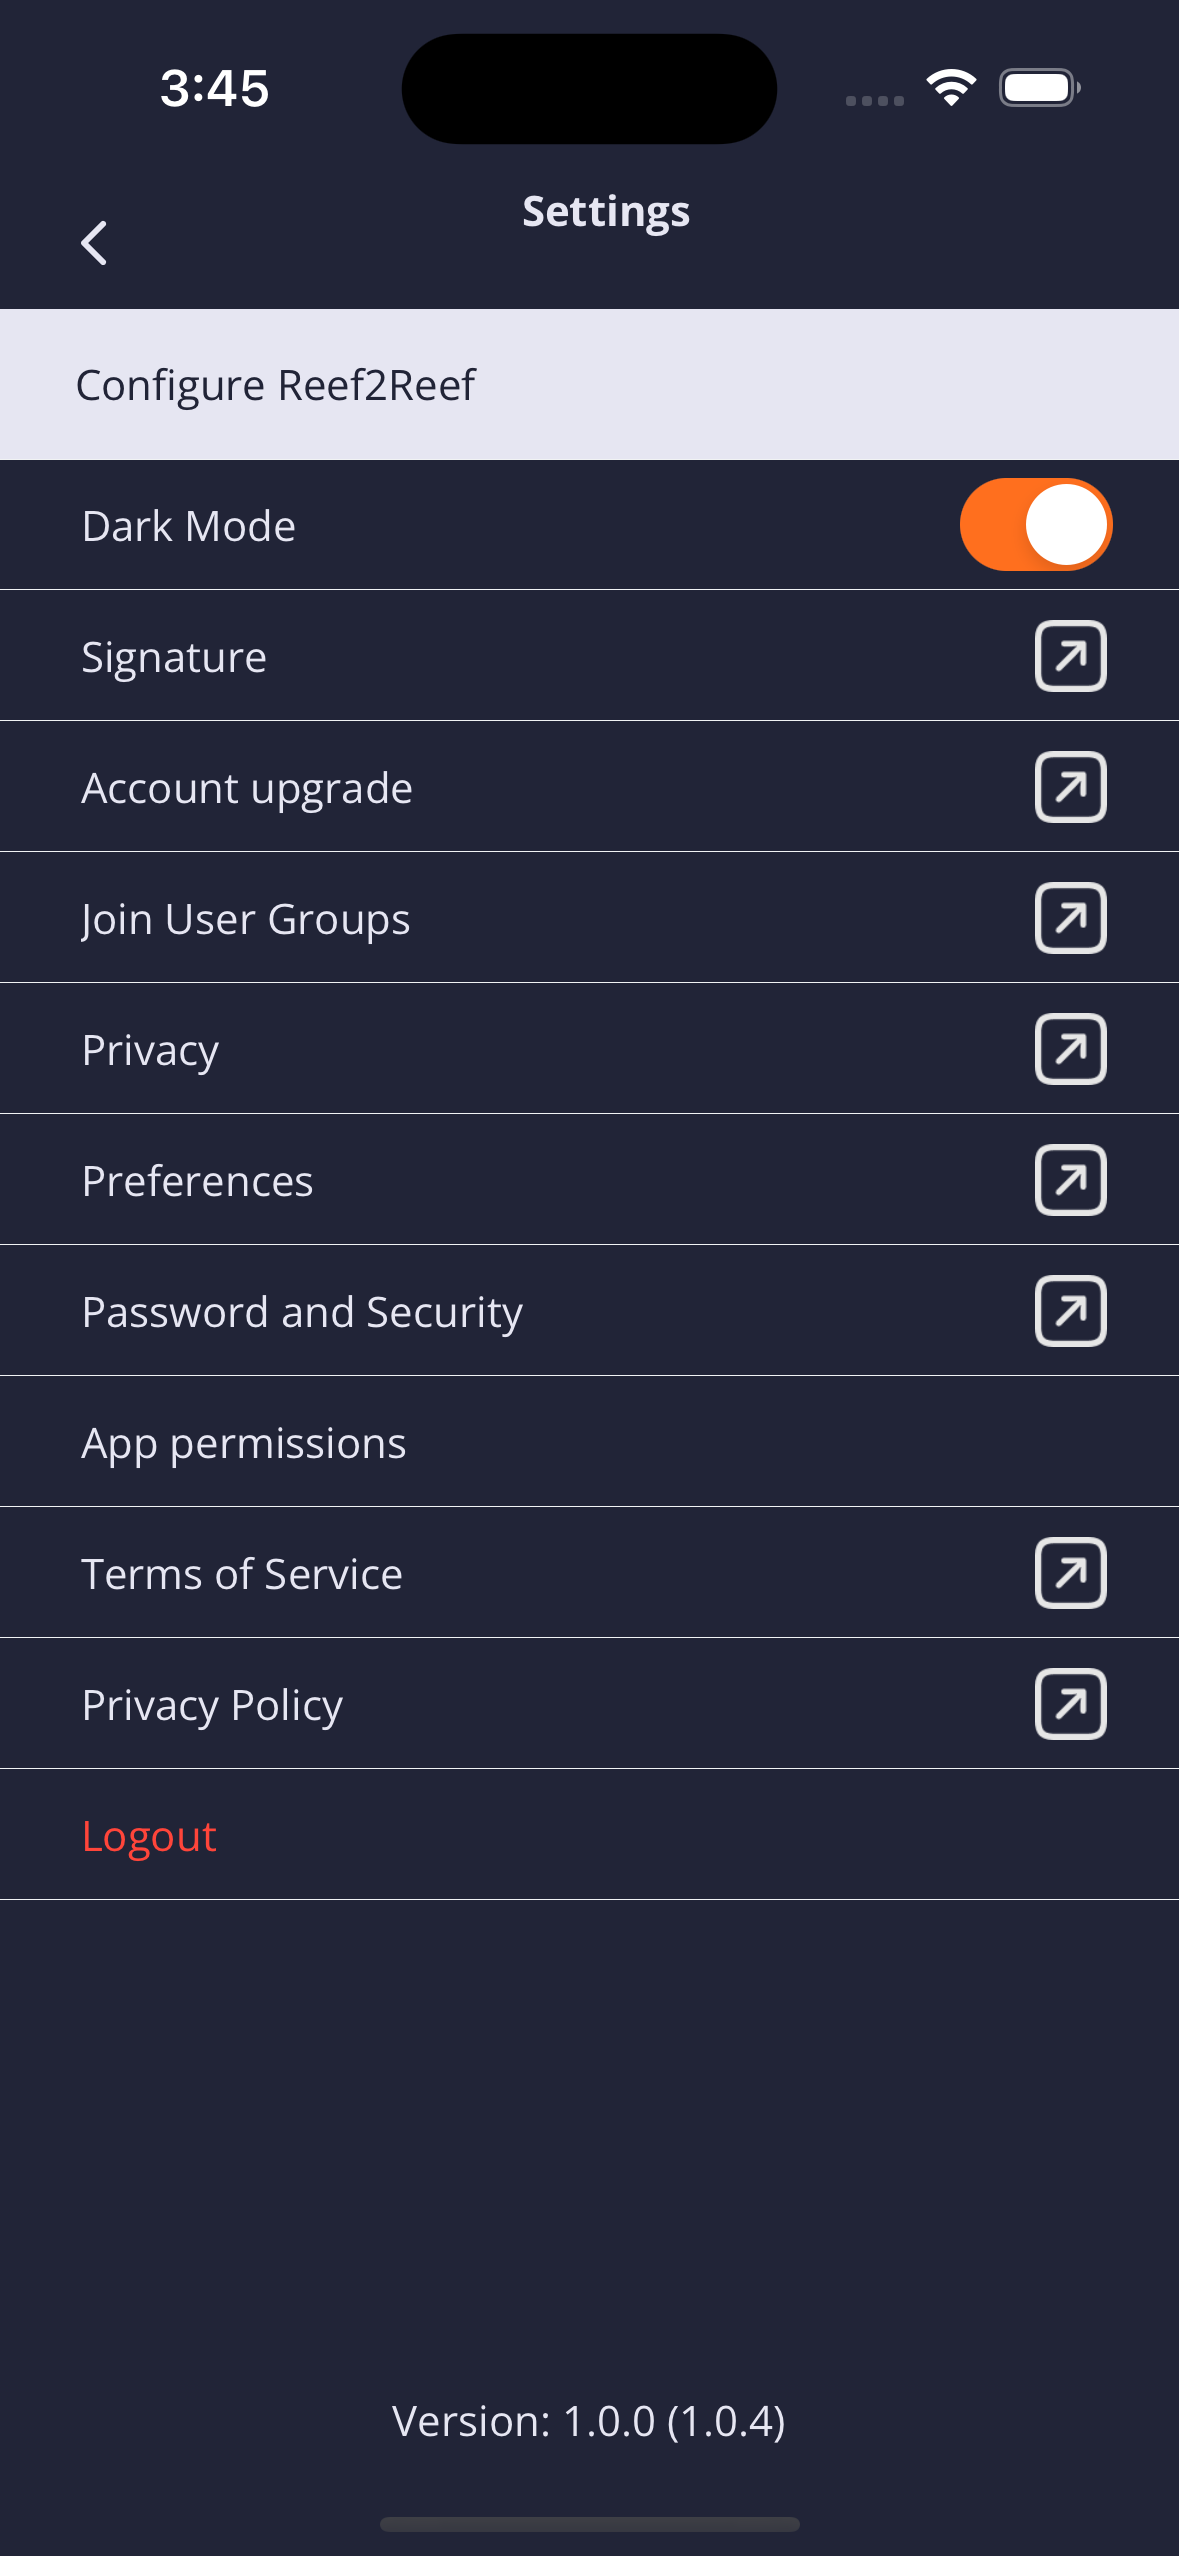 3:45
Settings
Configure Reef2Reef
Dark Mode
Signature
Account upgrade
Join User Groups
Privacy
Preferences
Password and Security
App permissions
Terms of Service
Privacy Policy
Logout
Version: 1.0.0 (1.0.4)